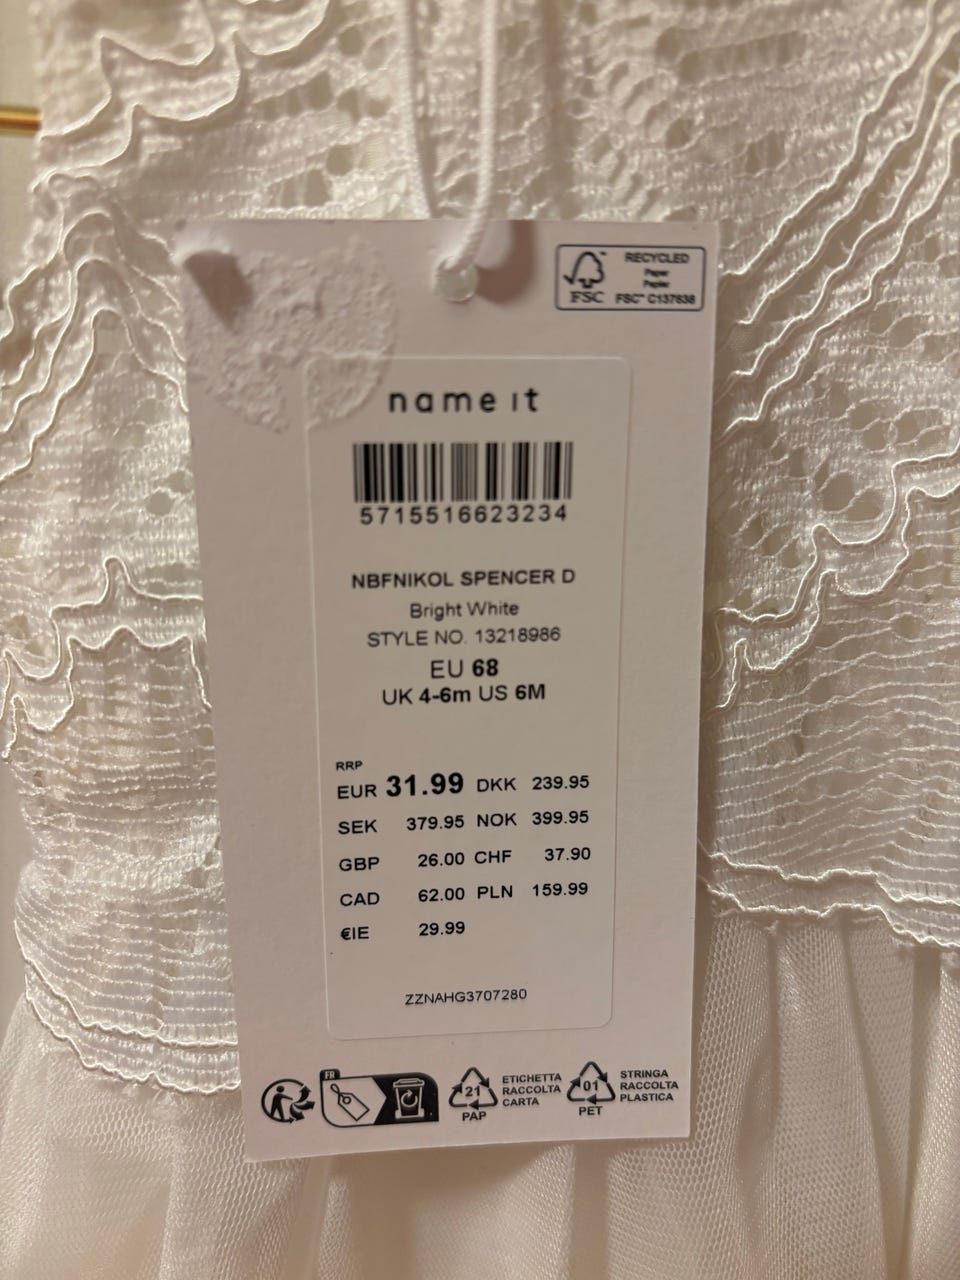 RECYCLED
Paper
Papier
FSC
FSC™ C137638
name it
5715516623234
NBFNIKOL SPENCER D
Bright White
STYLE NO. 13218986
EU 68
UK 4-6m US 6M
RRP
EUR 31.99 DKK 239.95
SEK 379.95 NOK 399.95
GBP 26.00 CHF 37.90
CAD 62.00 PLN 159.99
€IE 29.99
ZZNAHG3707280
FR
21
PAP
ETICHETTA
RACCOLTA
CARTA
01
PET
STRINGA
RACCOLTA
PLASTICA